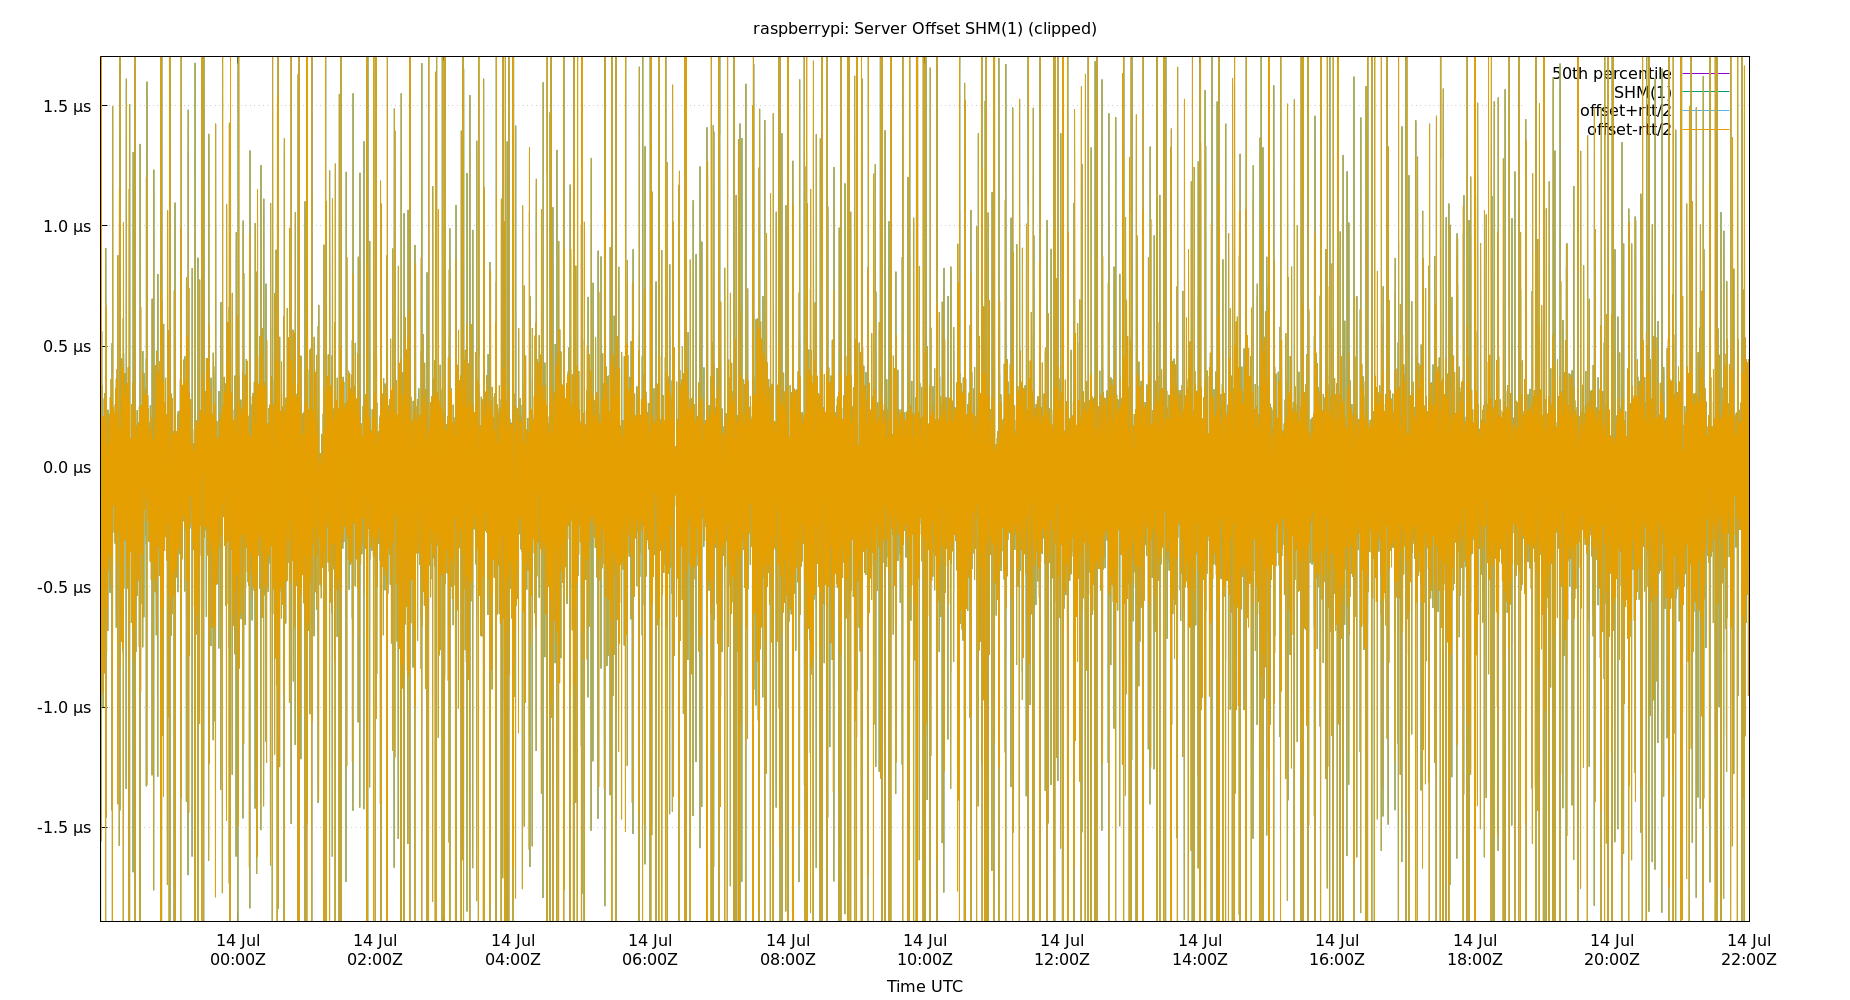 raspberrypi: Server Offset SHM(1) (clipped)
50th percentile
SHM(1)
offset+rtt/2
offset-rtt/2
1.5 µs
1.0 µs
0.5 µs
0.0 µs
-0.5 µs
-1.0 µs
-1.5 µs
14 Jul 14 Jul 14 Jul 14 Jul 14 Jul 14 Jul 14 Jul 14 Jul 14 Jul 14 Jul 14 Jul 14 Jul
00:00Z 02:00Z 04:00Z 06:00Z 08:00Z 10:00Z 12:00Z 14:00Z 16:00Z 18:00Z 20:00Z 22:00Z
Time UTC